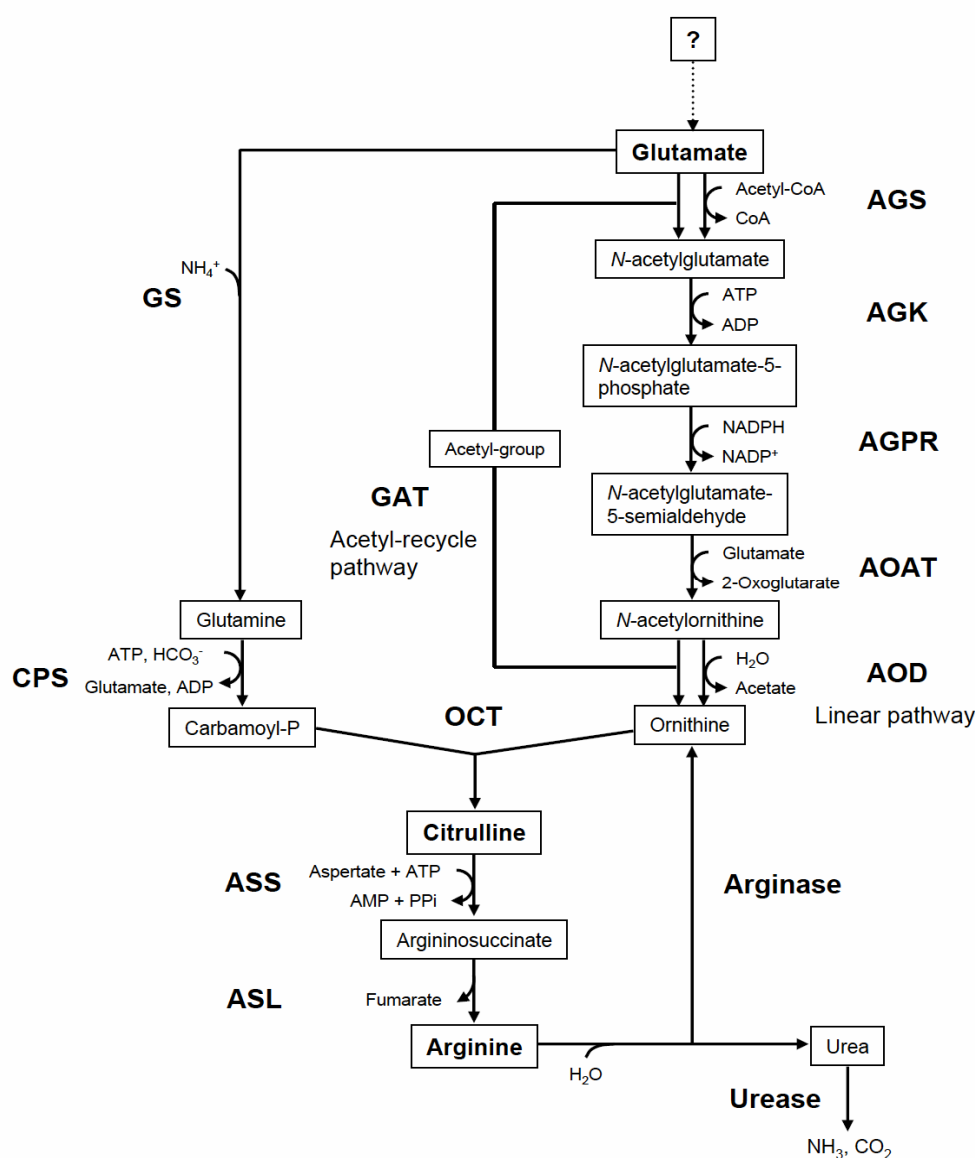 ?
Glutamate
Acetyl-CoA
AGS
CoA
NH₄⁺
GS
N-acetylglutamate
ATP
AGK
ADP
N-acetylglutamate-5-
phosphate
NADPH
AGPR
NADP⁺
Acetyl-group
GAT
Acetyl-recycle
pathway
N-acetylglutamate-
5-semialdehyde
Glutamate
AOAT
2-Oxoglutarate
Glutamine
N-acetylornithine
ATP, HCO₃⁻
CPS
Glutamate, ADP
H₂O
AOD
Acetate
Linear pathway
Carbamoyl-P
OCT
Ornithine
Citrulline
ASS
Aspertate + ATP
AMP + PPi
Arginase
Argininosuccinate
ASL
Fumarate
Arginine
H₂O
Urea
Urease
NH₃, CO₂